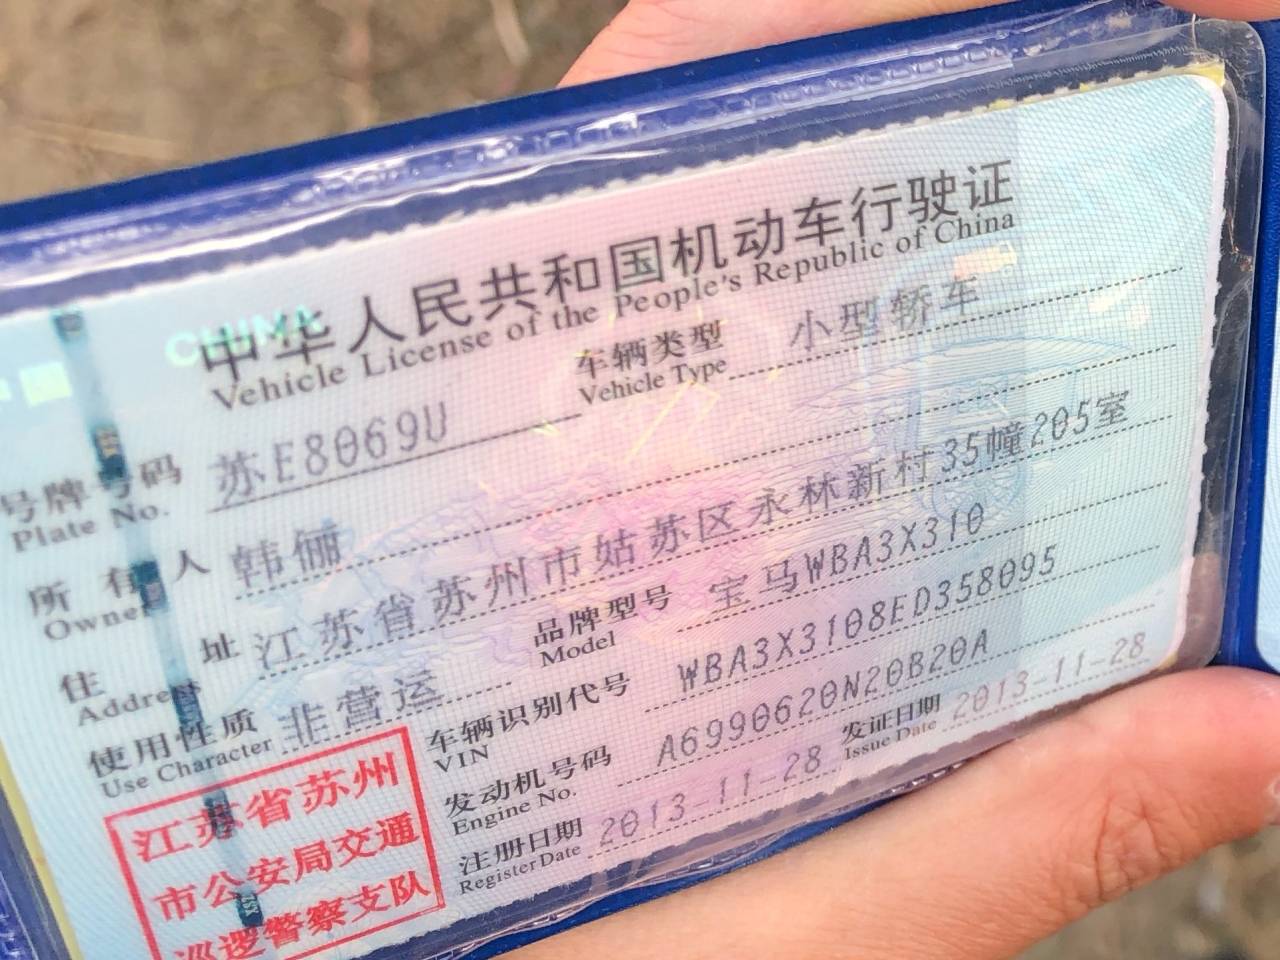 CHINA
中华人民共和国机动车行驶证
Vehicle License of the People's Republic of China
号牌号码 苏E8069U 车辆类型 小型轿车
Plate No. Vehicle Type
所有人 韩俪
Owner
住址 江苏省苏州市姑苏区永林新村35幢205室
Address
使用性质 非营运 品牌型号 宝马WBA3X310
Use Character Model
车辆识别代号 WBA3X3108ED358095
VIN
发动机号码 A6990620N20B20A
Engine No.
注册日期 2013-11-28 发证日期 2013-11-28
Register Date Issue Date
江苏省苏州
市公安局交通
巡逻警察支队